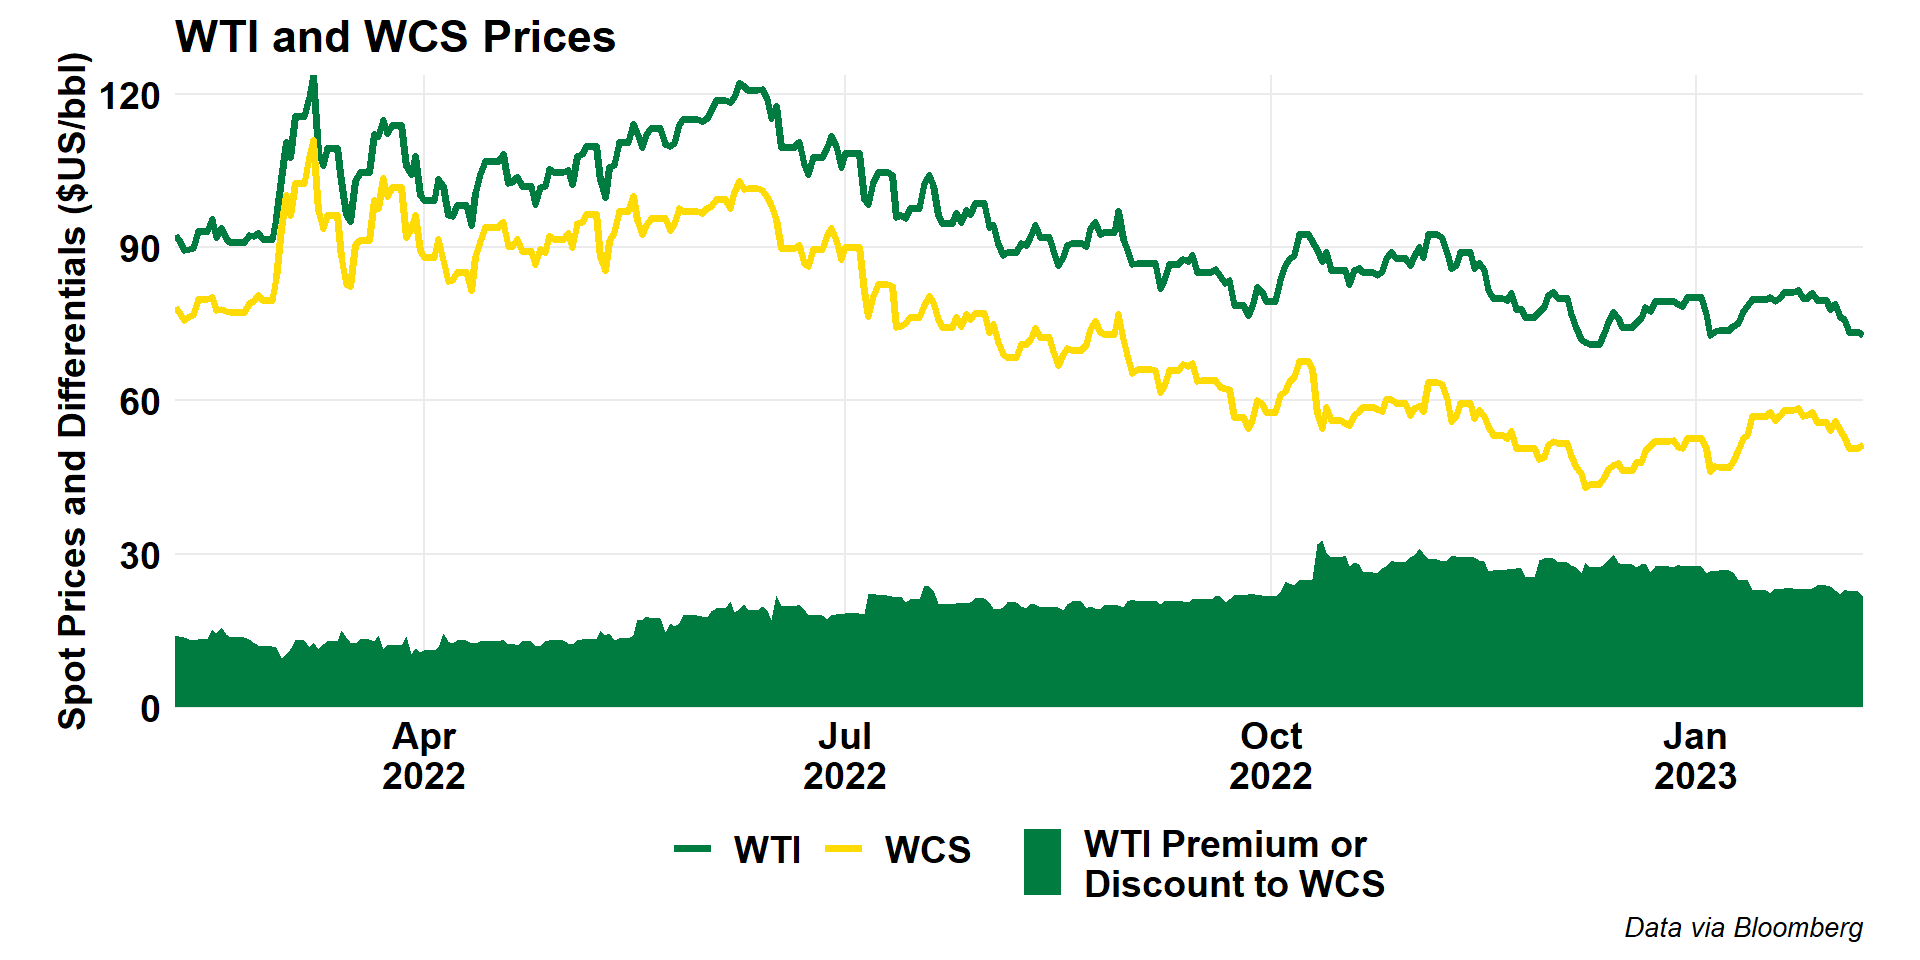 WTI and WCS Prices
Spot Prices and Differentials ($US/bbl)
120
90
60
30
0
Apr
2022
Jul
2022
Oct
2022
Jan
2023
WTI
WCS
WTI Premium or
Discount to WCS
Data via Bloomberg